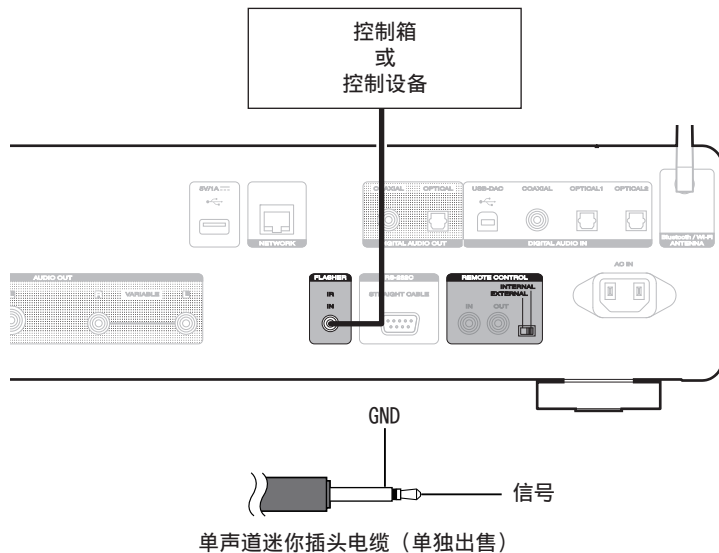 控制箱
或
控制设备
5V/1A
NETWORK
COAXIAL OPTICAL
DIGITAL AUDIO OUT
USB-DAC COAXIAL OPTICAL1 OPTICAL2
DIGITAL AUDIO IN
Bluetooth / Wi-Fi
ANTENNA
AUDIO OUT
VARIABLE
FLASHER
IR
IN
RS-232C
STRAIGHT CABLE
REMOTE CONTROL
INTERNAL
EXTERNAL
IN OUT
AC IN
GND
信号
单声道迷你插头电缆（单独出售）